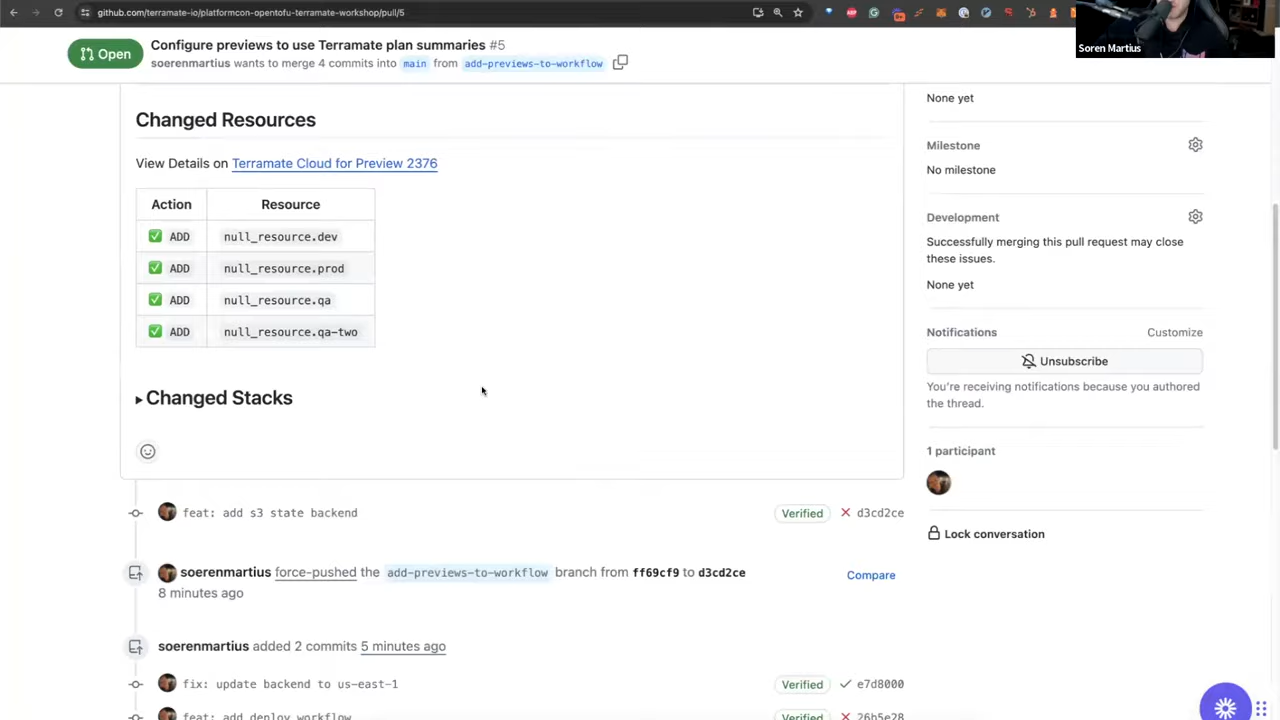 github.com/terramate-io/platformcon-opentofu-terramate-workshop/pull/5
Soren Martius
Open
Configure previews to use Terramate plan summaries #5
soerenmartius wants to merge 4 commits into main from add-previews-to-workflow
Changed Resources
View Details on Terramate Cloud for Preview 2376
Action Resource
ADD null_resource.dev
ADD null_resource.prod
ADD null_resource.qa
ADD null_resource.qa-two
Changed Stacks
feat: add s3 state backend Verified d3cd2ce
soerenmartius force-pushed the add-previews-to-workflow branch from ff69cf9 to d3cd2ce Compare
8 minutes ago
soerenmartius added 2 commits 5 minutes ago
fix: update backend to us-east-1 Verified e7d8000
feat: add deploy workflow Verified 26b5e28
None yet
Milestone
No milestone
Development
Successfully merging this pull request may close
these issues.
None yet
Notifications Customize
Unsubscribe
You're receiving notifications because you authored
the thread.
1 participant
Lock conversation